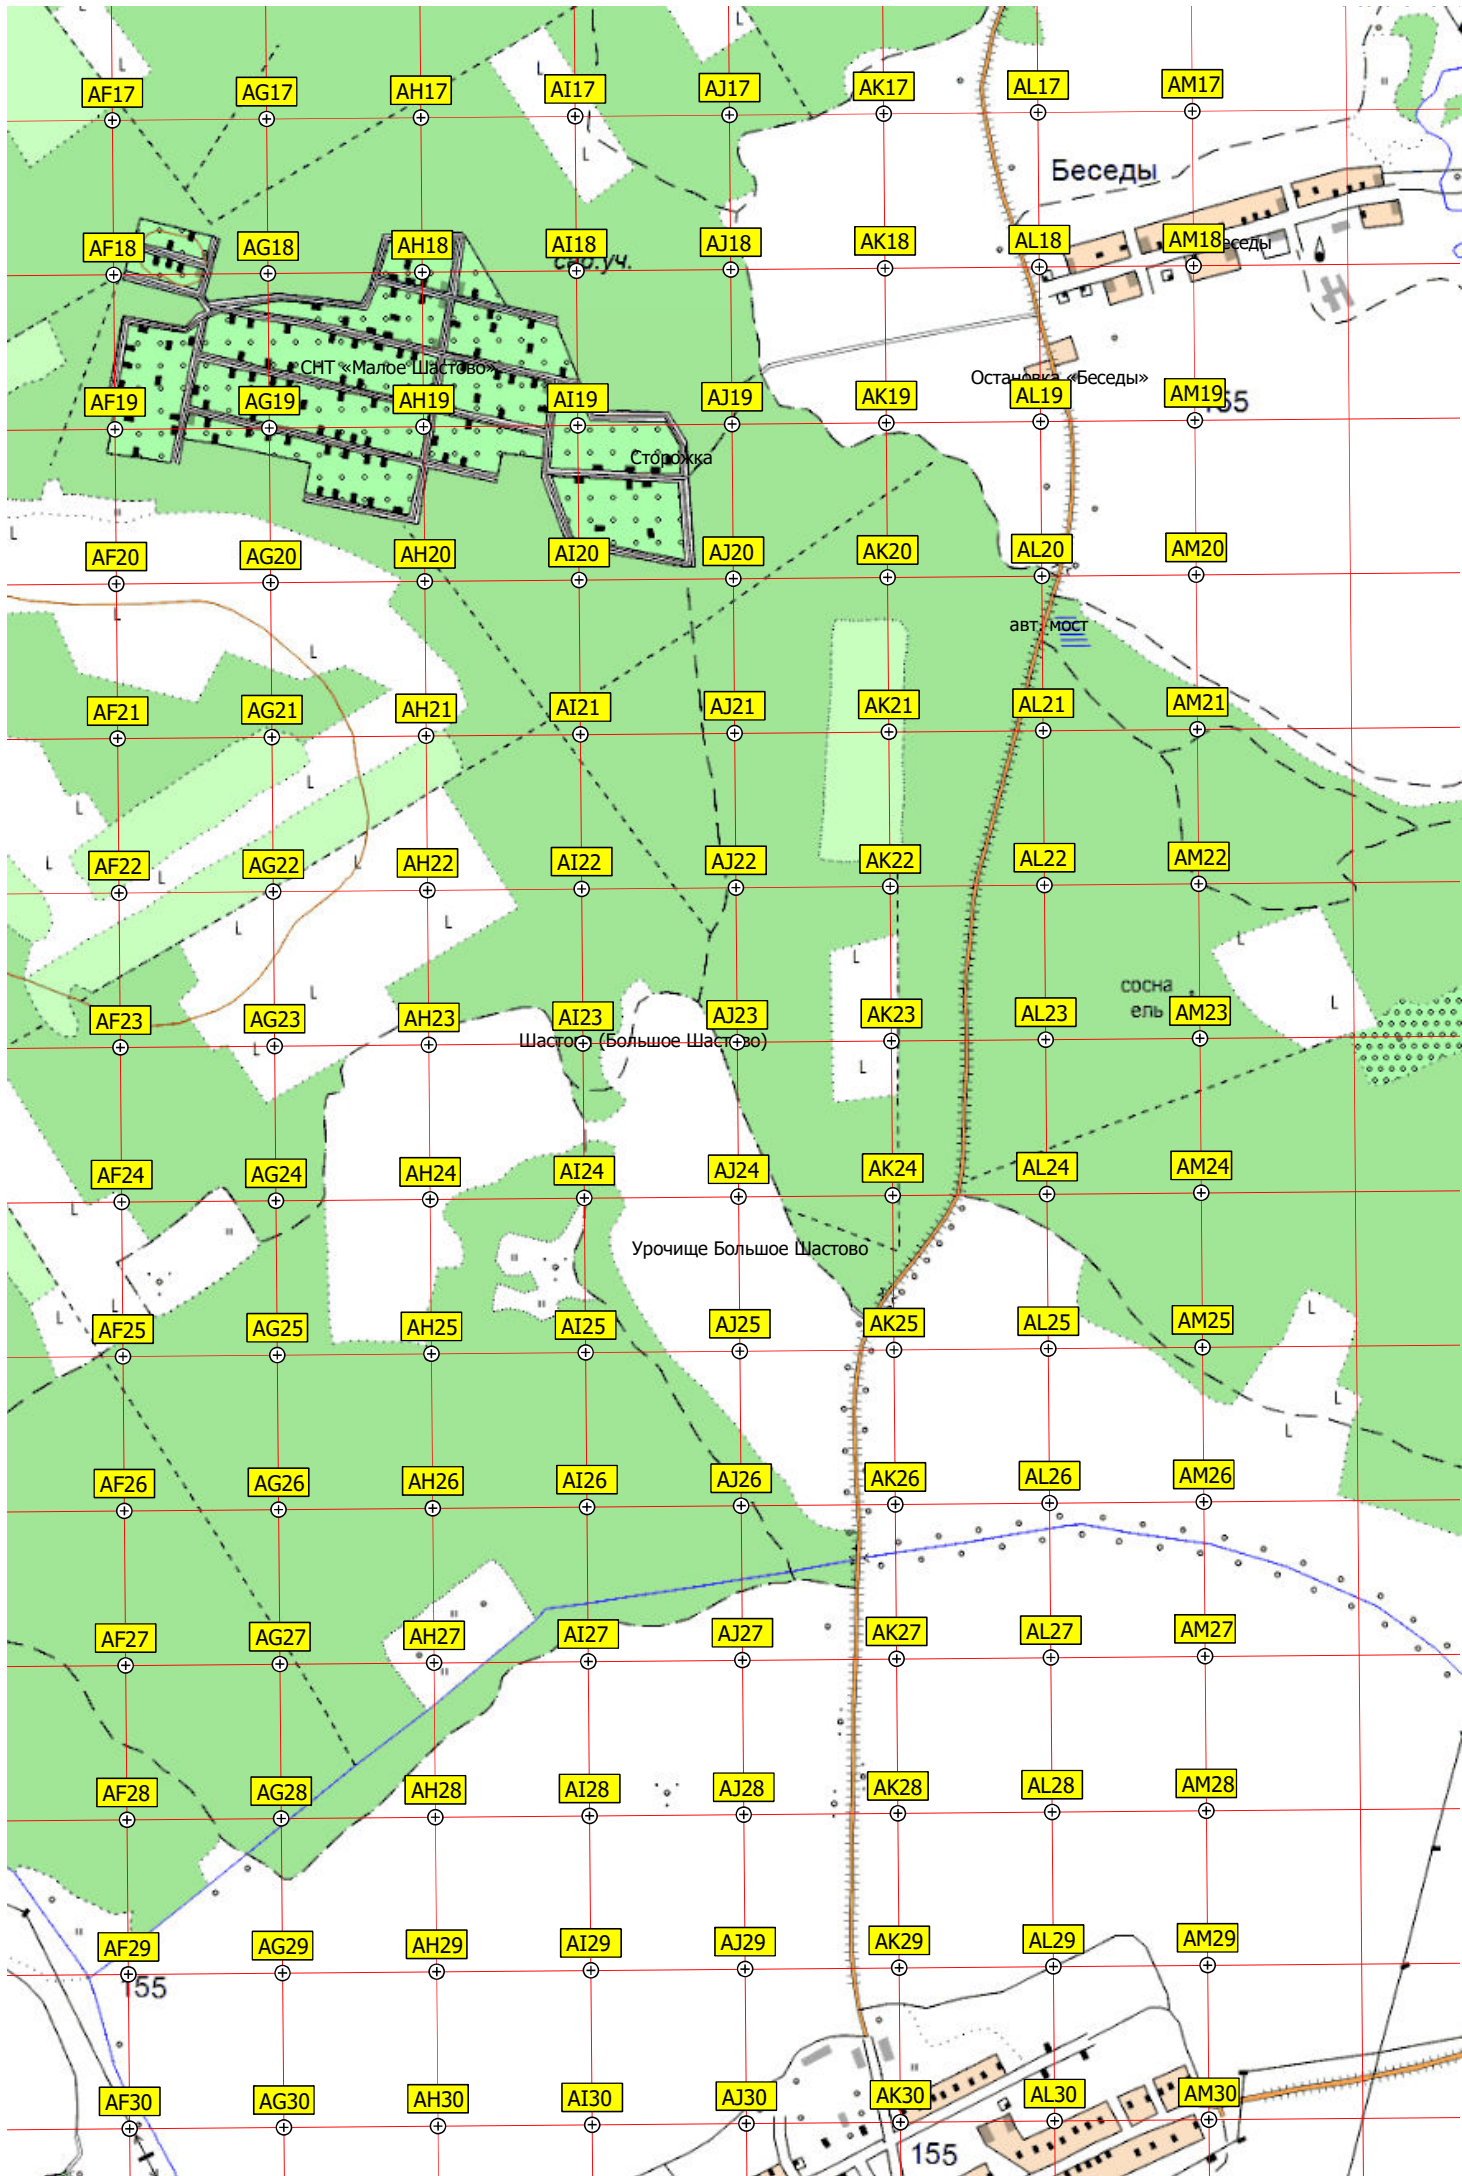 AF17 AG17 AH17 AI17 AJ17 AK17 AL17 AM17
Беседы
AF18 AG18 AH18 AI18 AJ18 AK18 AL18 AM18
сад.уч.
СНТ «Малое Шастово»
Остановка «Беседы»
AF19 AG19 AH19 AI19 AJ19 AK19 AL19 AM19
Сторожка
AF20 AG20 AH20 AI20 AJ20 AK20 AL20 AM20
авт. мост
AF21 AG21 AH21 AI21 AJ21 AK21 AL21 AM21
AF22 AG22 AH22 AI22 AJ22 AK22 AL22 AM22
сосна
ель
AF23 AG23 AH23 AI23 AJ23 AK23 AL23 AM23
Шастово (Большое Шастово)
AF24 AG24 AH24 AI24 AJ24 AK24 AL24 AM24
Урочище Большое Шастово
AF25 AG25 AH25 AI25 AJ25 AK25 AL25 AM25
AF26 AG26 AH26 AI26 AJ26 AK26 AL26 AM26
AF27 AG27 AH27 AI27 AJ27 AK27 AL27 AM27
AF28 AG28 AH28 AI28 AJ28 AK28 AL28 AM28
AF29 AG29 AH29 AI29 AJ29 AK29 AL29 AM29
155
AF30 AG30 AH30 AI30 AJ30 AK30 AL30 AM30
155